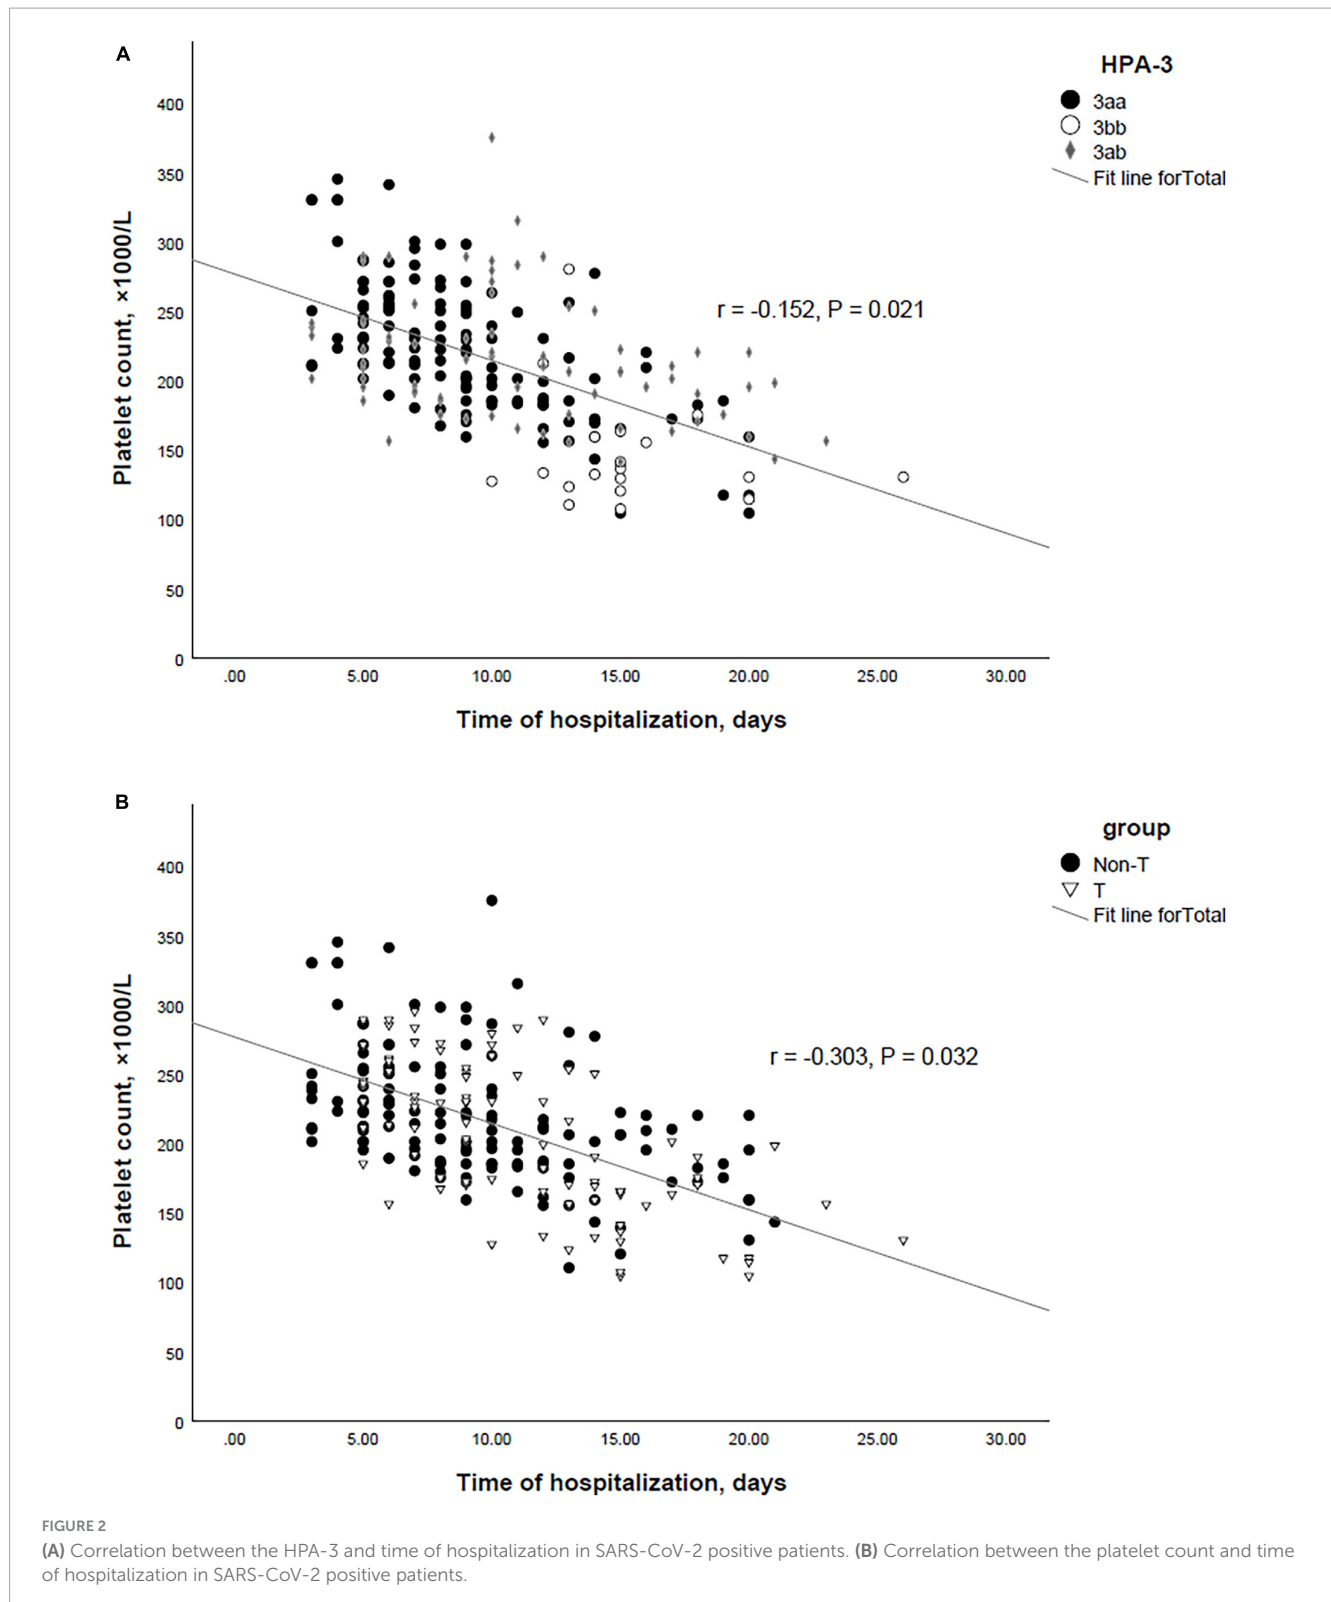 A
HPA-3
3aa
3bb
3ab
Fit line forTotal
400
350
300
250
200
150
100
50
0
Platelet count, ×1000/L
r = -0.152, P = 0.021
.00 5.00 10.00 15.00 20.00 25.00 30.00
Time of hospitalization, days
B
group
Non-T
T
Fit line forTotal
400
350
300
250
200
150
100
50
0
Platelet count, ×1000/L
r = -0.303, P = 0.032
.00 5.00 10.00 15.00 20.00 25.00 30.00
Time of hospitalization, days
FIGURE 2
(A) Correlation between the HPA-3 and time of hospitalization in SARS-CoV-2 positive patients. (B) Correlation between the platelet count and time
of hospitalization in SARS-CoV-2 positive patients.